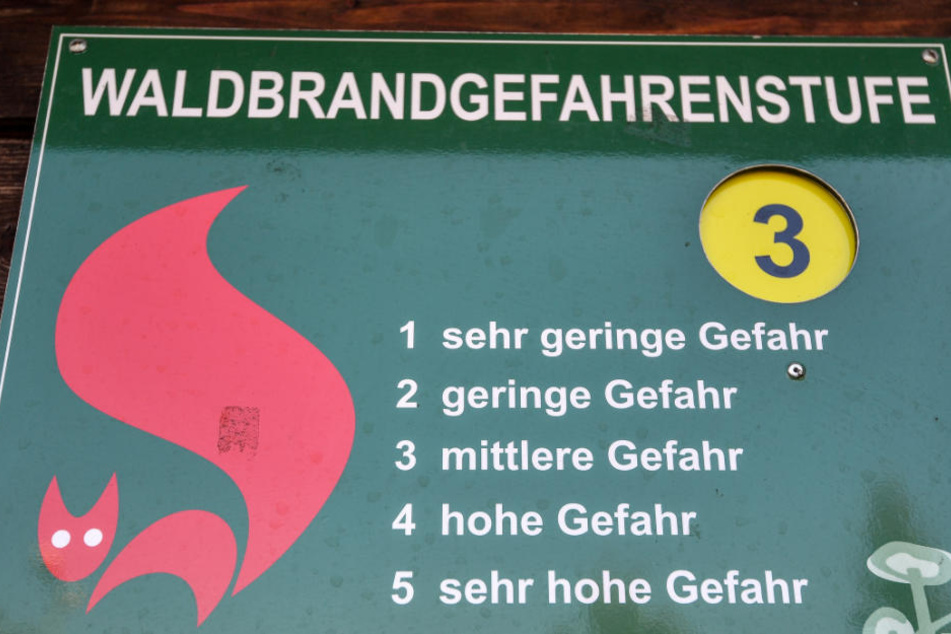 WALDBRANDGEFAHRENSTUFE
3
1 sehr geringe Gefahr
2 geringe Gefahr
3 mittlere Gefahr
4 hohe Gefahr
5 sehr hohe Gefahr